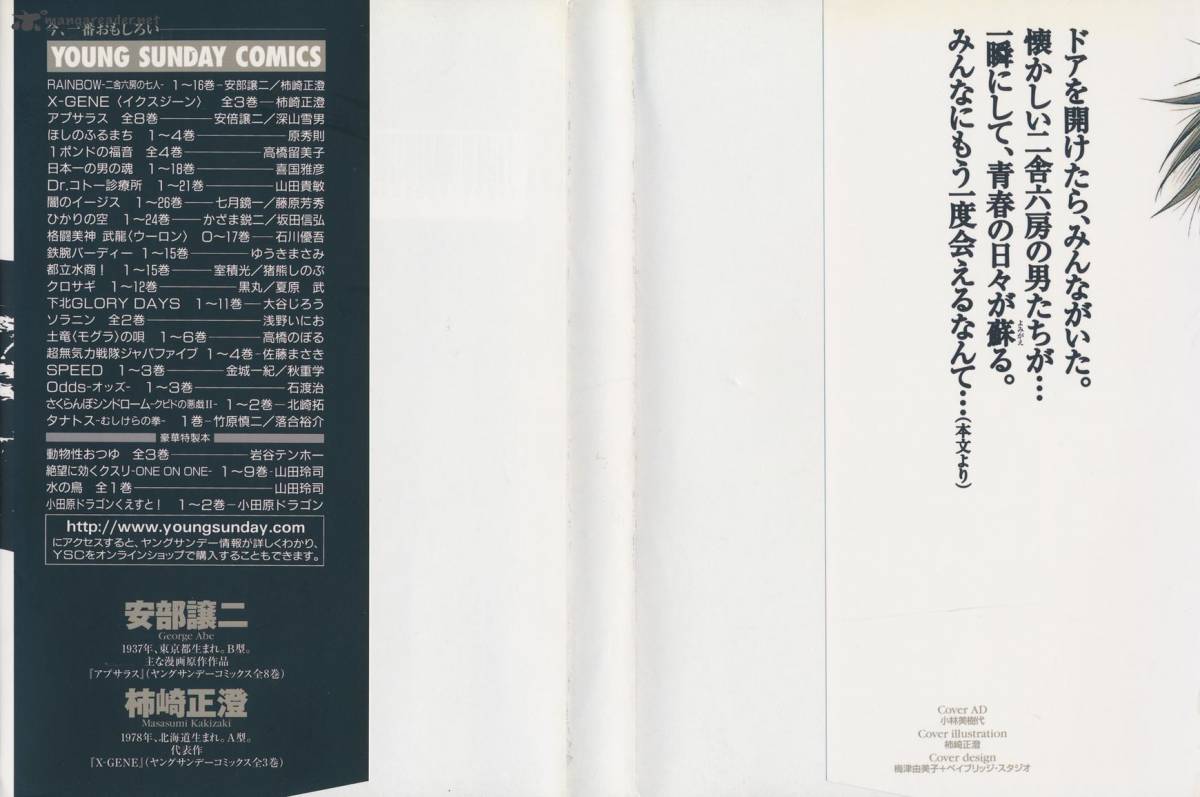 mangareader.net
今、一番おもしろい
YOUNG SUNDAY COMICS
RAINBOW-二舎六房の七人- 1〜16巻-安部譲二／柿崎正澄
X-GENE〈イクスジーン〉 全3巻─柿崎正澄
アプサラス 全8巻─安倍譲二／深山雪男
ほしのふるまち 1〜4巻─原秀則
1ポンドの福音 全4巻─高橋留美子
日本一の男の魂 1〜18巻─喜国雅彦
Dr.コトー診療所 1〜21巻─山田貴敏
闇のイージス 1〜26巻─七月鏡一／藤原芳秀
ひかりの空 1〜24巻─かざま鋭二／坂田信弘
格闘美神 武龍〈ウーロン〉 0〜17巻─石川優吾
鉄腕バーディー 1〜15巻─ゆうきまさみ
都立水商！ 1〜15巻─室積光／猪熊しのぶ
クロサギ 1〜12巻─黒丸／夏原 武
下北GLORY DAYS 1〜11巻─大谷じろう
ソラニン 全2巻─浅野いにお
土竜〈モグラ〉の唄 1〜6巻─高橋のぼる
超無気力戦隊ジャパファイブ 1〜4巻-佐藤まさき
SPEED 1〜3巻─金城一紀／秋重学
Odds-オッズ- 1〜3巻─石渡治
さくらんぼシンドローム-クピドの悪戯II- 1〜2巻-北崎拓
タナトス-むしけらの拳- 1巻-竹原慎二／落合裕介
豪華特製本
動物性おつゆ 全3巻─岩谷テンホー
絶望に効くクスリ-ONE ON ONE- 1〜9巻-山田玲司
水の鳥 全1巻─山田玲司
小田原ドラゴンくえすと！ 1〜2巻-小田原ドラゴン
http://www.youngsunday.com
にアクセスすると、ヤングサンデー情報が詳しくわかり、
YSCをオンラインショップで購入することもできます。
安部譲二
George Abe
1937年、東京都生まれ。B型。
主な漫画原作作品
『アプサラス』（ヤングサンデーコミックス全8巻）
柿崎正澄
Masasumi Kakizaki
1978年、北海道生まれ。A型。
代表作
『X-GENE』（ヤングサンデーコミックス全3巻）
ドアを開けたら、みんながいた。
懐かしい二舎六房の男たちが…
一瞬にして、青春の日々が蘇る。
よみがえ
みんなにもう一度会えるなんて…（本文より）
Cover AD
小林美樹代
Cover illustration
柿崎正澄
Cover design
梅津由美子+ベイブリッジ・スタジオ